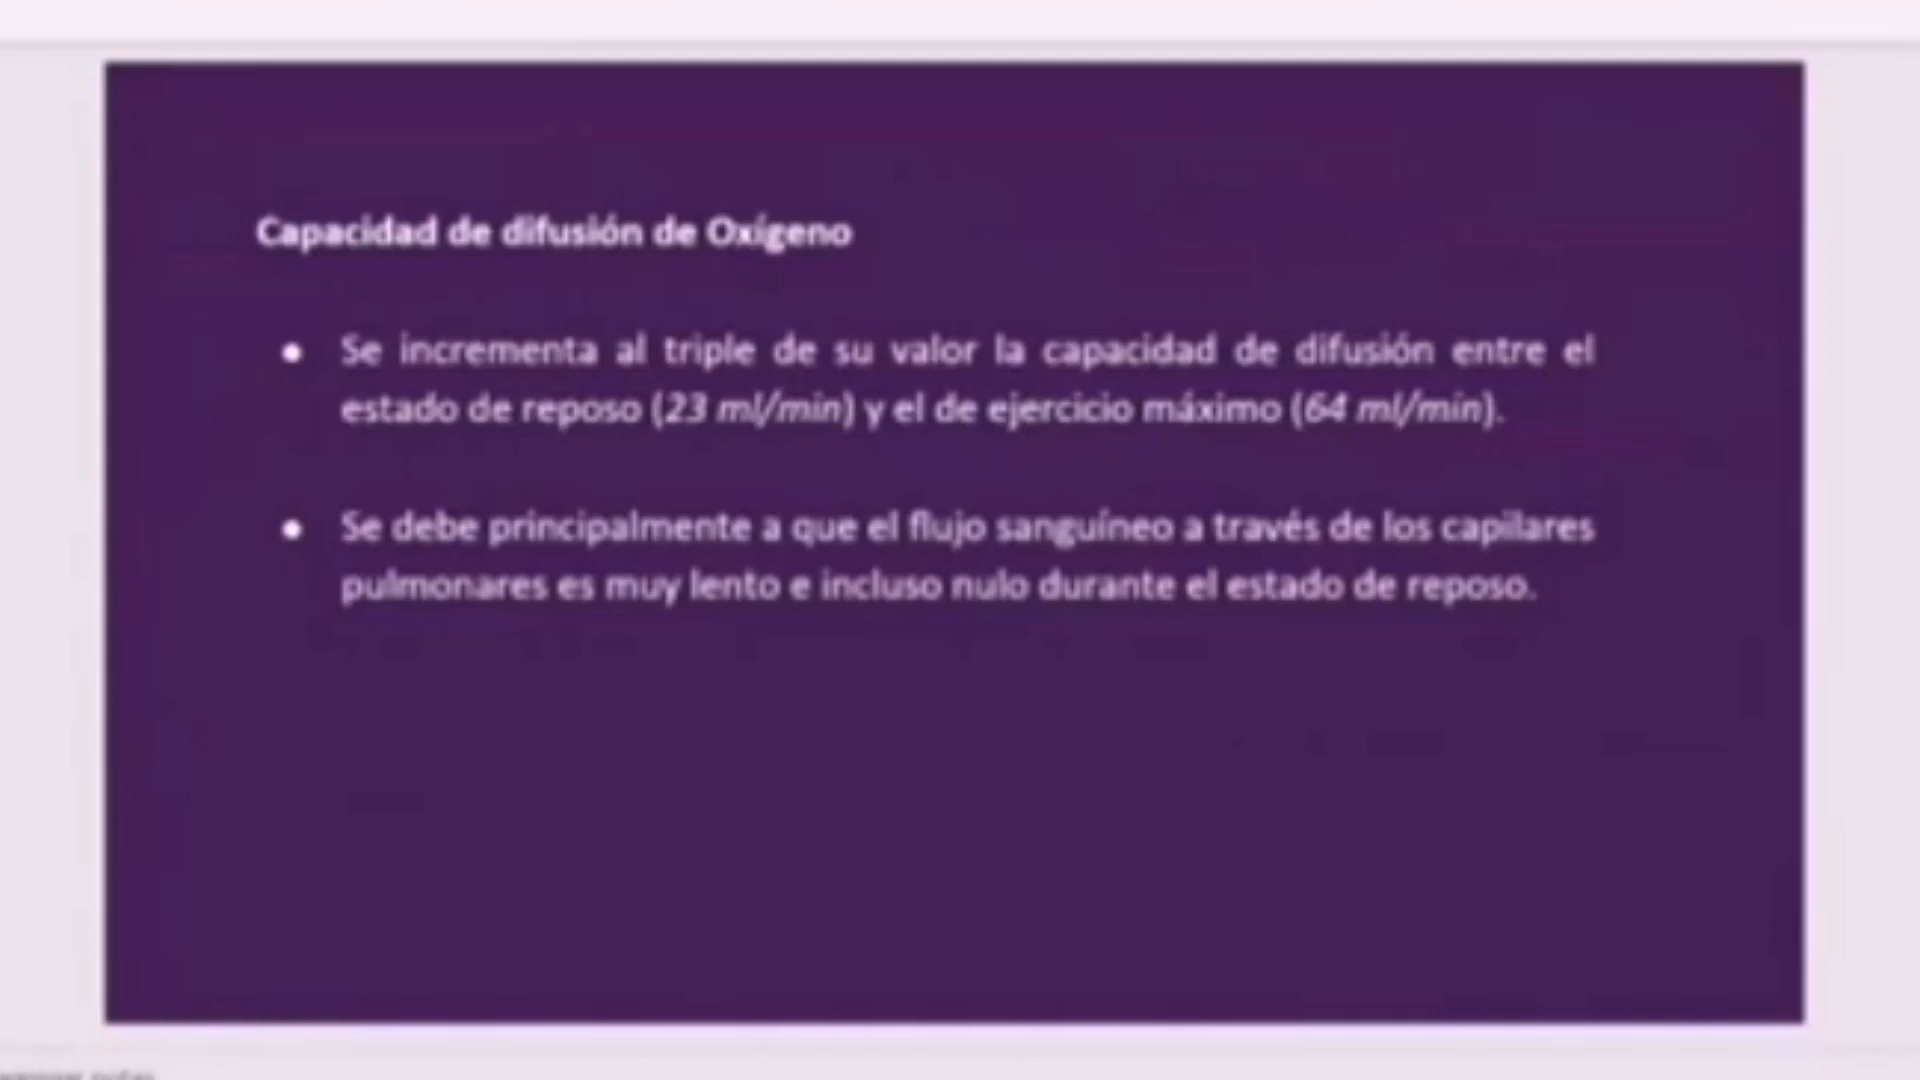 Capacidad de difusión de Oxígeno
• Se incrementa al triple de su valor la capacidad de difusión entre el
estado de reposo (23 ml/min) y el de ejercicio máximo (64 ml/min).
• Se debe principalmente a que el flujo sanguíneo a través de los capilares
pulmonares es muy lento e incluso nulo durante el estado de reposo.